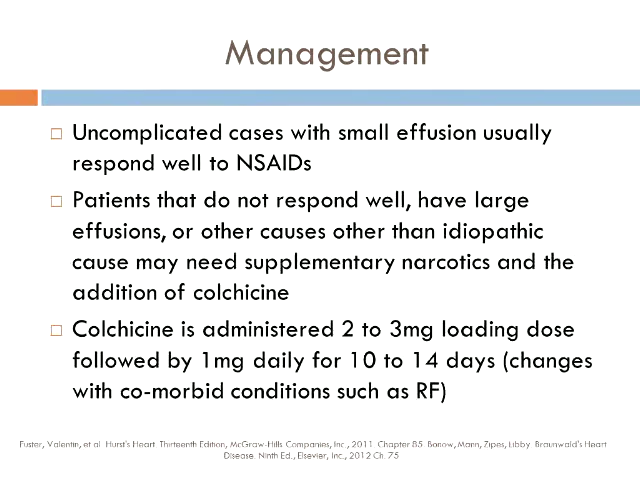 Management
Uncomplicated cases with small effusion usually
respond well to NSAIDs
Patients that do not respond well, have large
effusions, or other causes other than idiopathic
cause may need supplementary narcotics and the
addition of colchicine
Colchicine is administered 2 to 3mg loading dose
followed by 1mg daily for 10 to 14 days (changes
with co-morbid conditions such as RF)
Fuster, Valentin, et al. Hurst's Heart. Thirteenth Edition, McGraw-Hills Companies, Inc., 2011. Chapter 85. Bonow, Mann, Zipes, Libby. Braunwald's Heart
Disease. Ninth Ed., Elsevier, Inc., 2012 Ch. 75